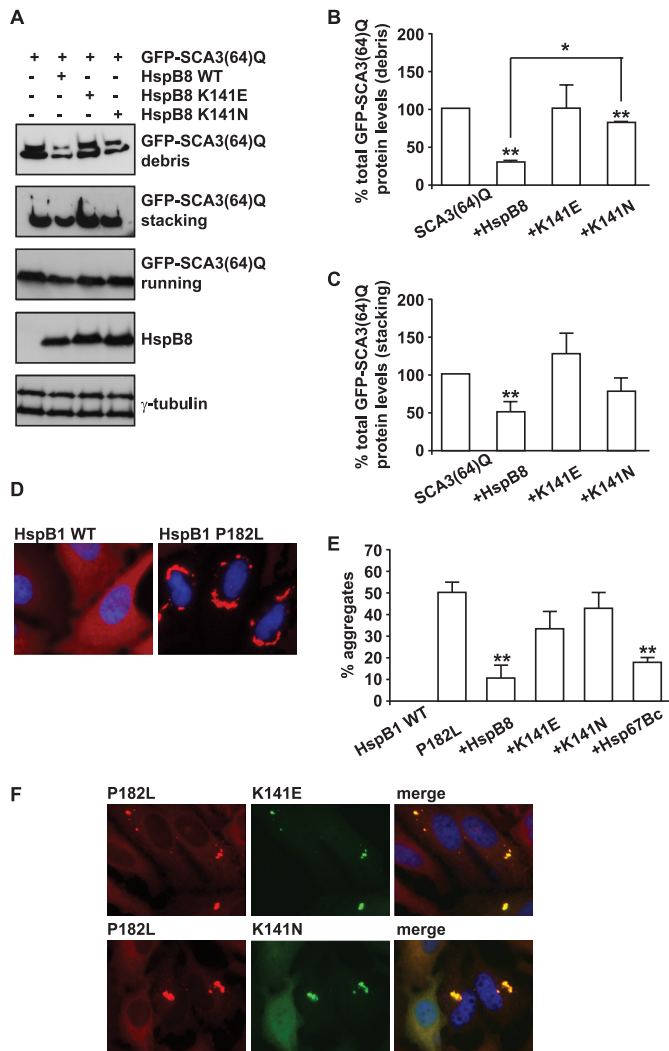 A
+ + + + GFP-SCA3(64)Q
- + - - HspB8 WT
- - + - HspB8 K141E
- - - + HspB8 K141N
GFP-SCA3(64)Q
debris
GFP-SCA3(64)Q
stacking
GFP-SCA3(64)Q
running
HspB8
γ-tubulin
B
% total GFP-SCA3(64)Q
protein levels (debris)
200
150
100
50
0
*
**
**
SCA3(64)Q
+HspB8
+K141E
+K141N
C
% total GFP-SCA3(64)Q
protein levels (stacking)
200
150
100
50
0
**
SCA3(64)Q
+HspB8
+K141E
+K141N
D
HspB1 WT
HspB1 P182L
E
% aggregates
70
60
50
40
30
20
10
0
**
**
HspB1 WT
P182L
+HspB8
+K141E
+K141N
+Hsp67Bc
F
P182L
K141E
merge
P182L
K141N
merge